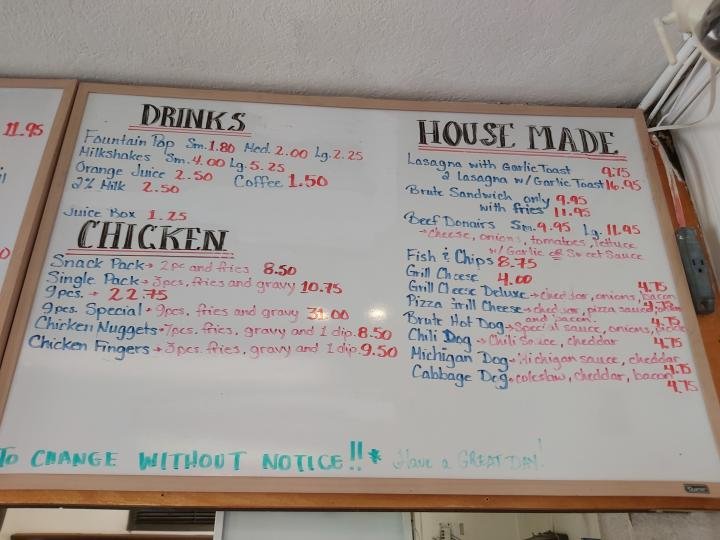 11.95
DRINKS
Fountain Pop Sm. 1.80 Med. 2.00 Lg. 2.25
Milkshakes Sm. 4.00 Lg. 5.25
Orange Juice 2.50 Coffee 1.50
2% Milk 2.50
Juice Box 1.25
CHICKEN
Snack Pack → 2pc and fries 8.50
Single Pack → 3pcs, fries and gravy 10.75
9pcs. → 22.75
9pcs. Special → 9pcs, fries and gravy 31.00
Chicken Nuggets → 7pcs, fries, gravy and 1 dip. 8.50
Chicken Fingers → 3pcs. fries, gravy and 1 dip. 9.50
HOUSE MADE
Lasagna with Garlic Toast 9.75
2 Lasagna w/ Garlic Toast 16.95
Brute Sandwich only 9.95
with fries 11.95
Beef Donairs Sm. 9.95 Lg. 11.95
→ cheese, onions, tomatoes, lettuce
w/ Garlic or Sweet Sauce
Fish & Chips 8.75
Grill Cheese 4.00
Grill Cheese Deluxe → cheddar, onions, bacon 4.75
Pizza Grill Cheese → cheddar, pizza sauce,
and bacon 4.75
Brute Hot Dog → Special sauce, onions,
Chili Dog → Chili Sauce, cheddar 4.75
Michigan Dog → Michigan sauce, cheddar 4.75
Cabbage Dog → coleslaw, cheddar, bacon 4.75
TO CHANGE WITHOUT NOTICE!! * Have a GREAT DAY!